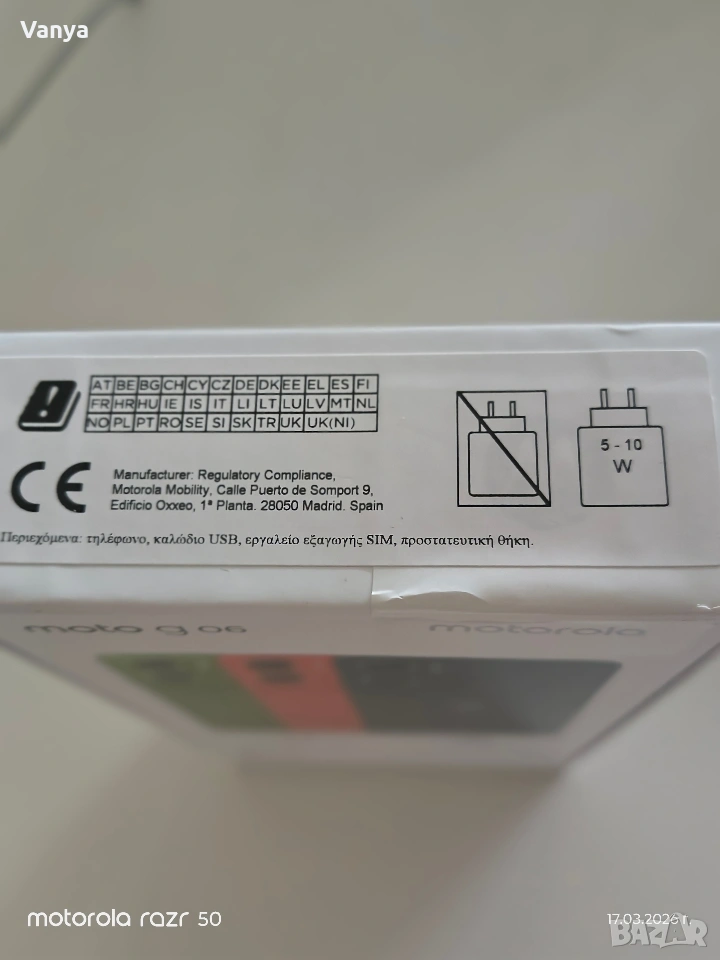 Vanya
AT BE BG CH CY CZ DE DK EE EL ES FI
FR HR HU IE IS IT LI LT LU LV MT NL
NO PL PT RO SE SI SK TR UK UK(NI)
5 - 10
W
CE
Manufacturer: Regulatory Compliance,
Motorola Mobility, Calle Puerto de Somport 9,
Edificio Oxxeo, 1ª Planta. 28050 Madrid. Spain
Περιεχόμενα: τηλέφωνο, καλώδιο USB, εργαλείο εξαγωγής SIM, προστατευτική θήκη.
moto g 06 motorola
motorola razr 50
17.03.2026 г.
BAZAR